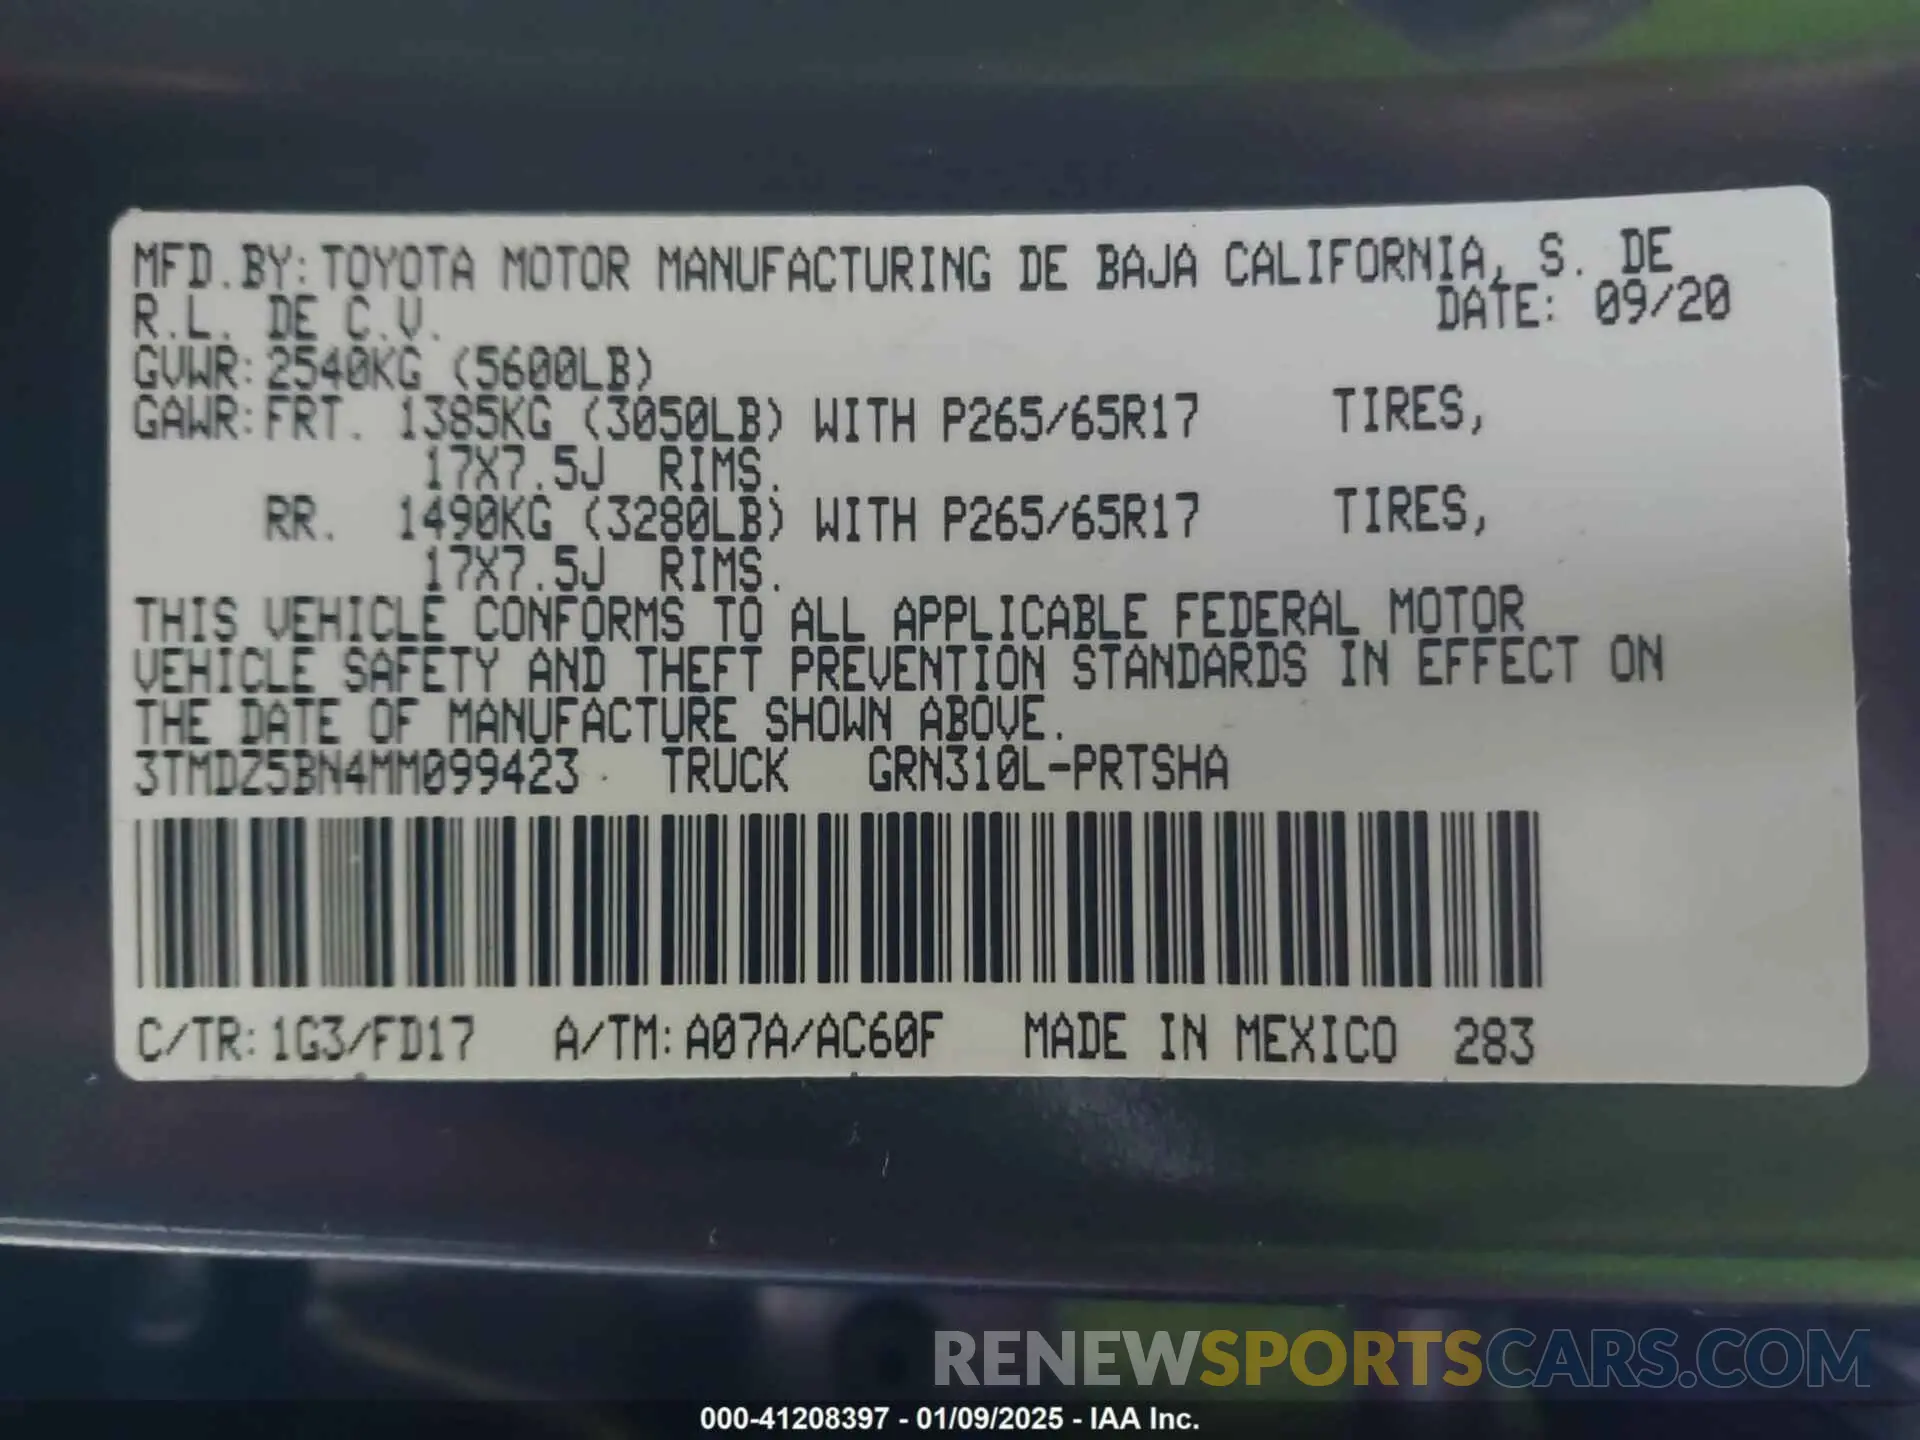 MFD.BY:TOYOTA MOTOR MANUFACTURING DE BAJA CALIFORNIA, S. DE
R.L. DE C.V. DATE: 09/20
GVWR:2540KG (5600LB)
GAWR:FRT. 1385KG (3050LB) WITH P265/65R17 TIRES,
17X7.5J RIMS.
RR. 1490KG (3280LB) WITH P265/65R17 TIRES,
17X7.5J RIMS.
THIS VEHICLE CONFORMS TO ALL APPLICABLE FEDERAL MOTOR
VEHICLE SAFETY AND THEFT PREVENTION STANDARDS IN EFFECT ON
THE DATE OF MANUFACTURE SHOWN ABOVE.
3TMDZ5BN4MM099423 TRUCK GRN310L-PRTSHA
C/TR:1G3/FD17 A/TM:A07A/AC60F MADE IN MEXICO 283
RENEWSPORTSCARS.COM
000-41208397 - 01/09/2025 - IAA Inc.